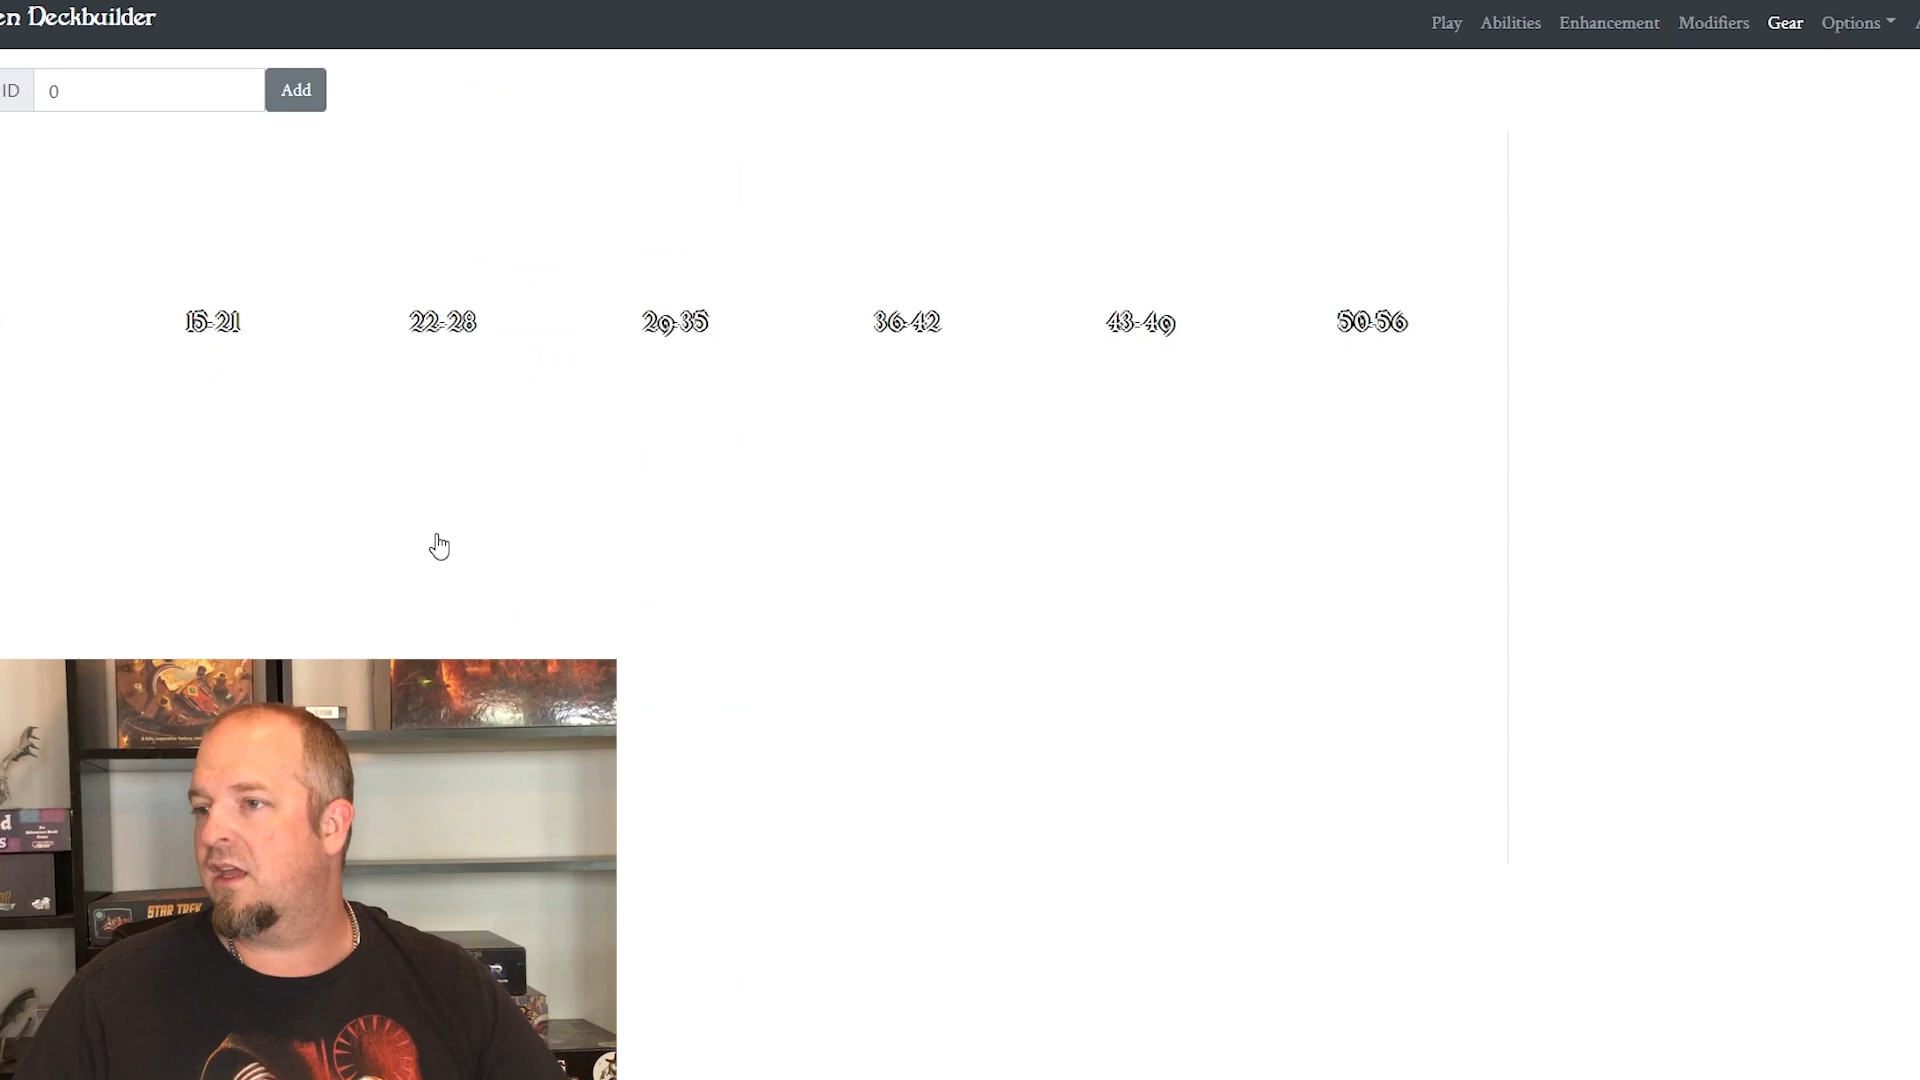 en Deckbuilder
Play Abilities Enhancement Modifiers Gear Options
ID 0 Add
15-21 22-28 29-35 36-42 43-49 50-56
STAR TREK